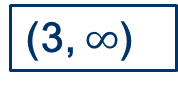 (3, ∞)